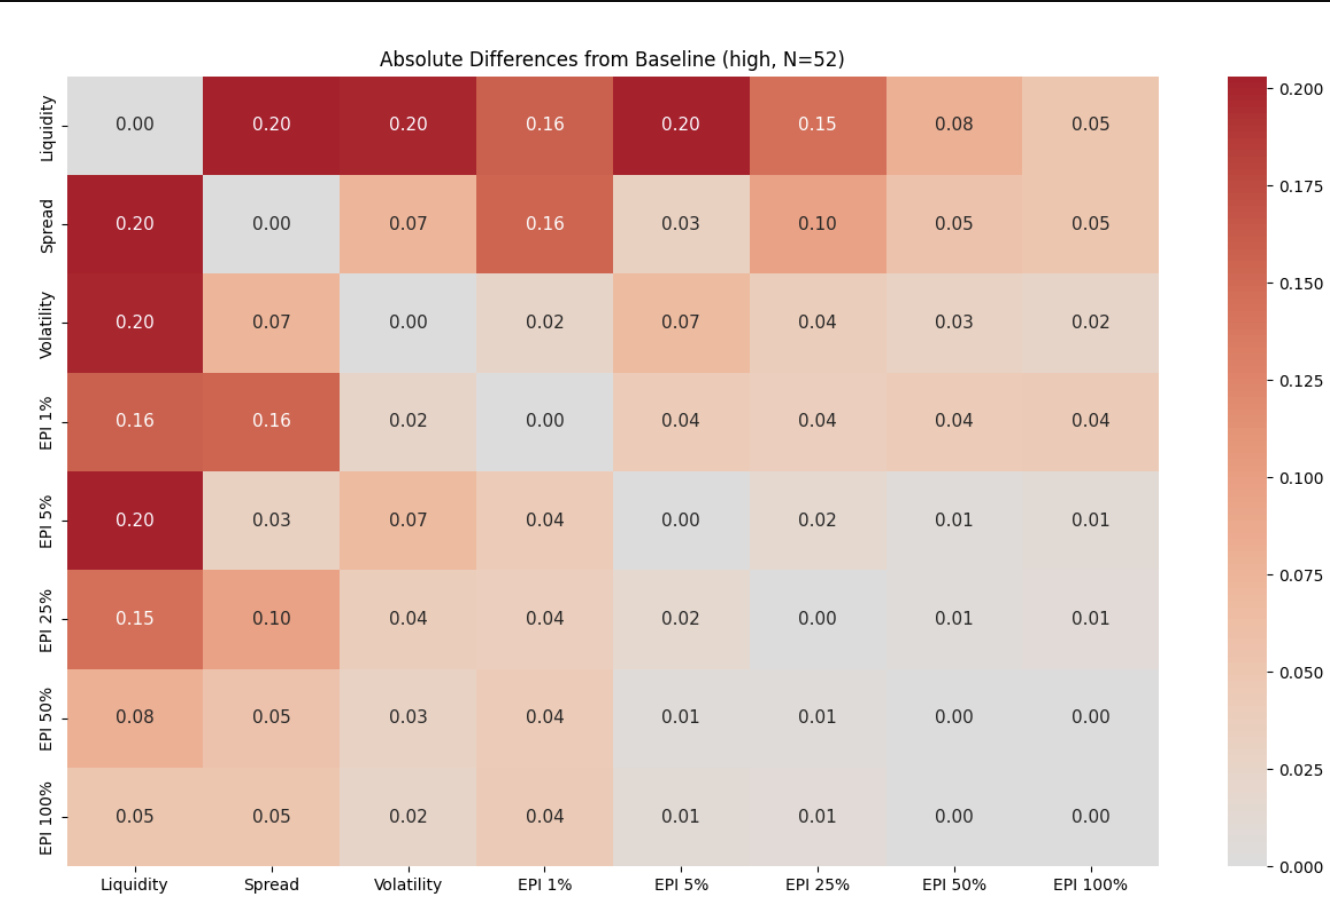 Absolute Differences from Baseline (high, N=52)
Liquidity 0.00 0.20 0.20 0.16 0.20 0.15 0.08 0.05
Spread 0.20 0.00 0.07 0.16 0.03 0.10 0.05 0.05
Volatility 0.20 0.07 0.00 0.02 0.07 0.04 0.03 0.02
EPI 1% 0.16 0.16 0.02 0.00 0.04 0.04 0.04 0.04
EPI 5% 0.20 0.03 0.07 0.04 0.00 0.02 0.01 0.01
EPI 25% 0.15 0.10 0.04 0.04 0.02 0.00 0.01 0.01
EPI 50% 0.08 0.05 0.03 0.04 0.01 0.01 0.00 0.00
EPI 100% 0.05 0.05 0.02 0.04 0.01 0.01 0.00 0.00
Liquidity Spread Volatility EPI 1% EPI 5% EPI 25% EPI 50% EPI 100%
0.200
0.175
0.150
0.125
0.100
0.075
0.050
0.025
0.000